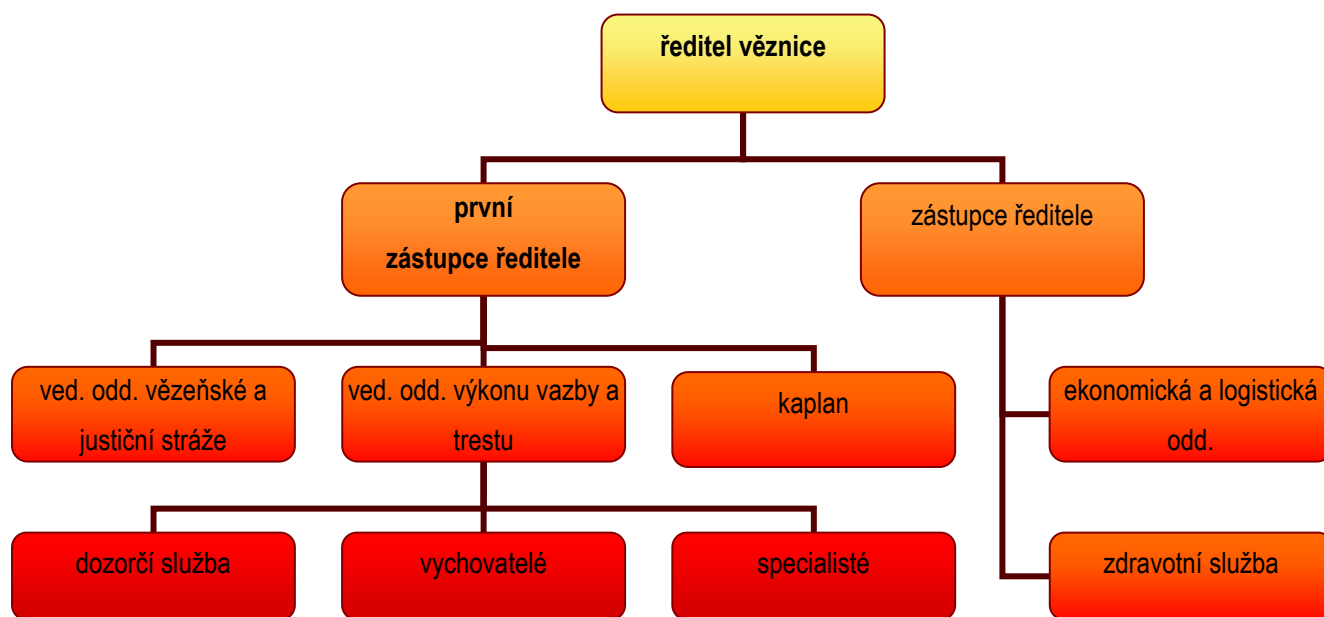 ředitel věznice
první
zástupce ředitele
zástupce ředitele
ved. odd. vězeňské a
justiční stráže
ved. odd. výkonu vazby a
trestu
kaplan
ekonomická a logistická
odd.
dozorčí služba
vychovatelé
specialisté
zdravotní služba